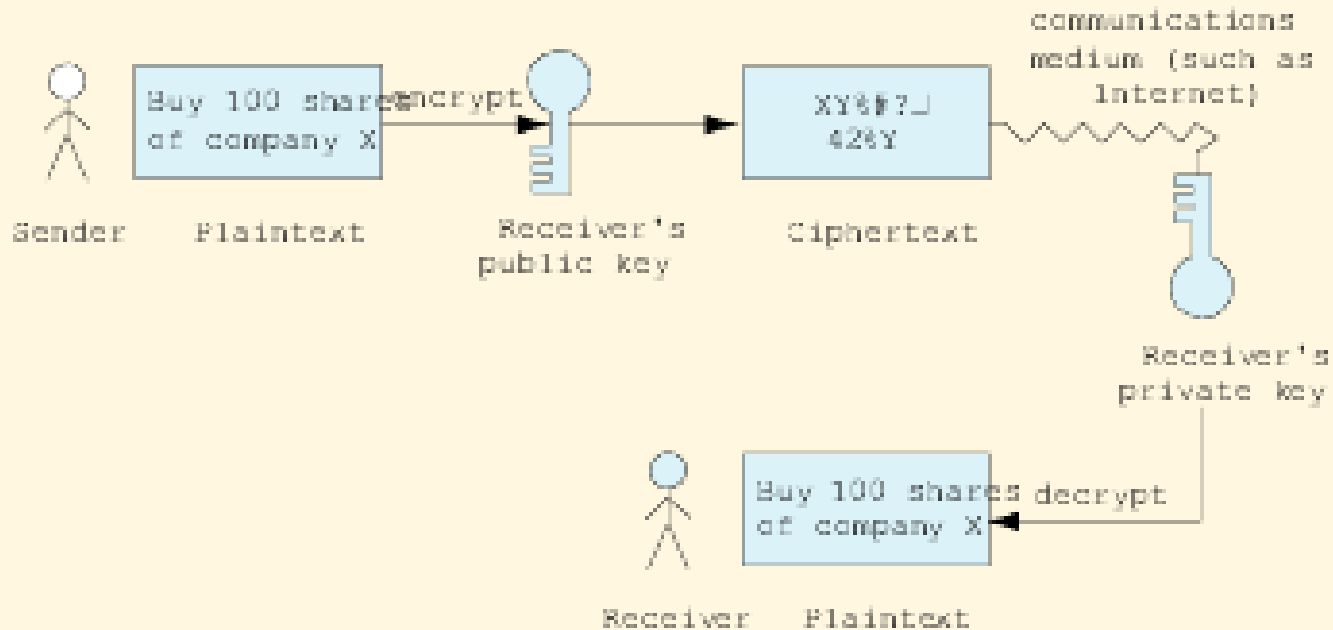 communications
medium (such as
Internet)
Buy 100 shares
of company X
encrypt
42%Y
Sender
Plaintext
Receiver's
public key
Ciphertext
Receiver's
private key
Buy 100 shares
of company X
decrypt
Receiver
Plaintext